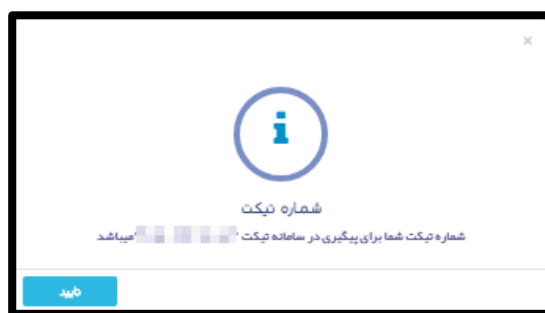 ×
شماره تیکت
شماره تیکت شما برای پیگیری در سامانه تیکت " "میباشد
تایید